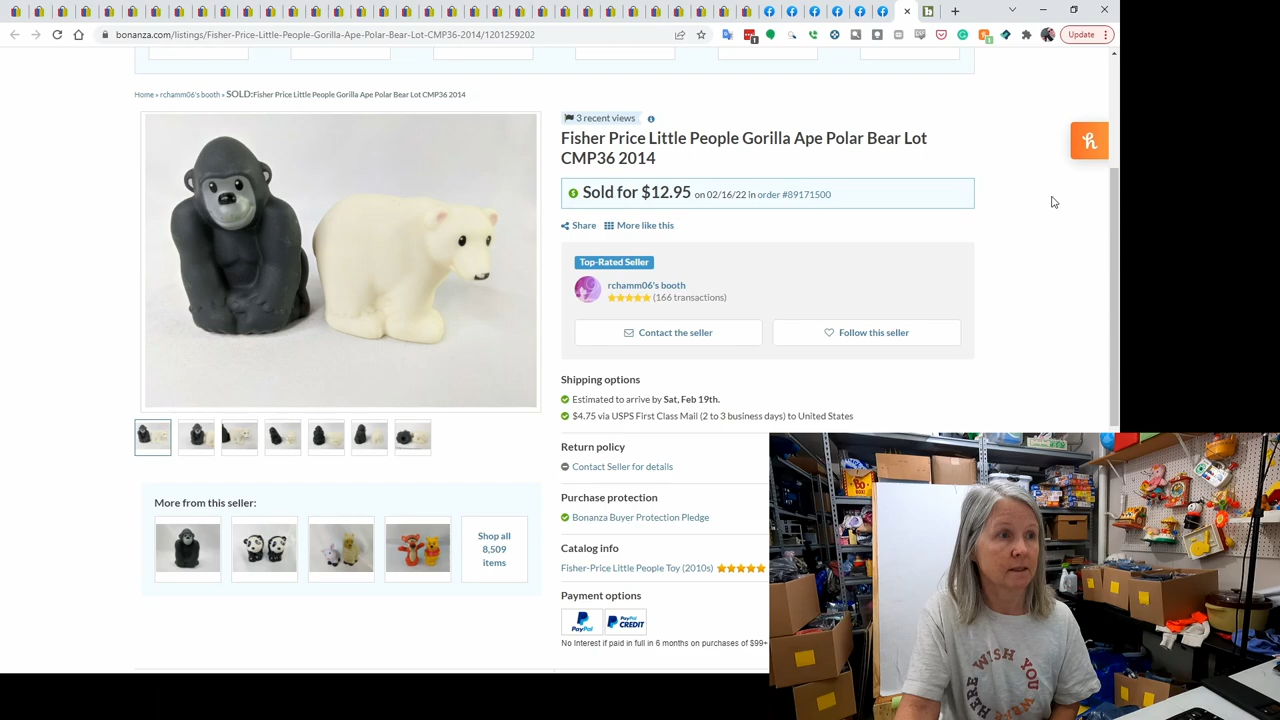 bonanza.com/listings/Fisher-Price-Little-People-Gorilla-Ape-Polar-Bear-Lot-CMP36-2014/1201259202
Update
Home » rchamm06's booth » SOLD:Fisher Price Little People Gorilla Ape Polar Bear Lot CMP36 2014
3 recent views
Fisher Price Little People Gorilla Ape Polar Bear Lot
CMP36 2014
Sold for $12.95 on 02/16/22 in order #89171500
Share More like this
Top-Rated Seller
rchamm06's booth
(166 transactions)
Contact the seller Follow this seller
Shipping options
Estimated to arrive by Sat, Feb 19th.
$4.75 via USPS First Class Mail (2 to 3 business days) to United States
Return policy
Contact Seller for details
Purchase protection
Bonanza Buyer Protection Pledge
Catalog info
Fisher-Price Little People Toy (2010s)
Payment options
PayPal PayPal CREDIT
No Interest if paid in full in 6 months on purchases of $99+
More from this seller:
Shop all
8,509
items
WISH YOU
HERE